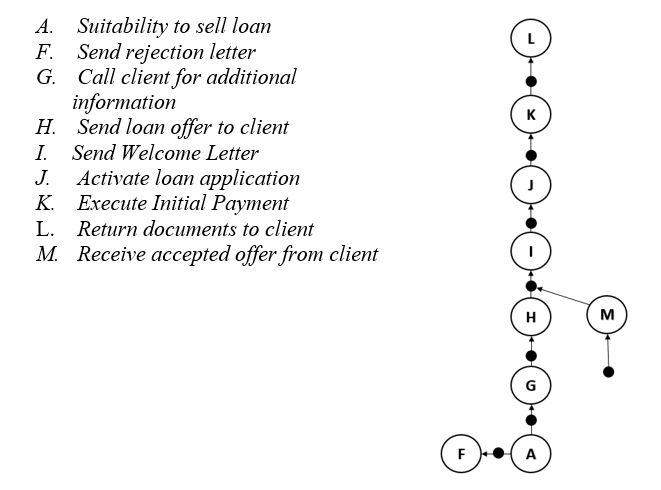 A. Suitability to sell loan
F. Send rejection letter
G. Call client for additional
information
H. Send loan offer to client
I. Send Welcome Letter
J. Activate loan application
K. Execute Initial Payment
L. Return documents to client
M. Receive accepted offer from client
L
K
J
I
H
M
G
F
A